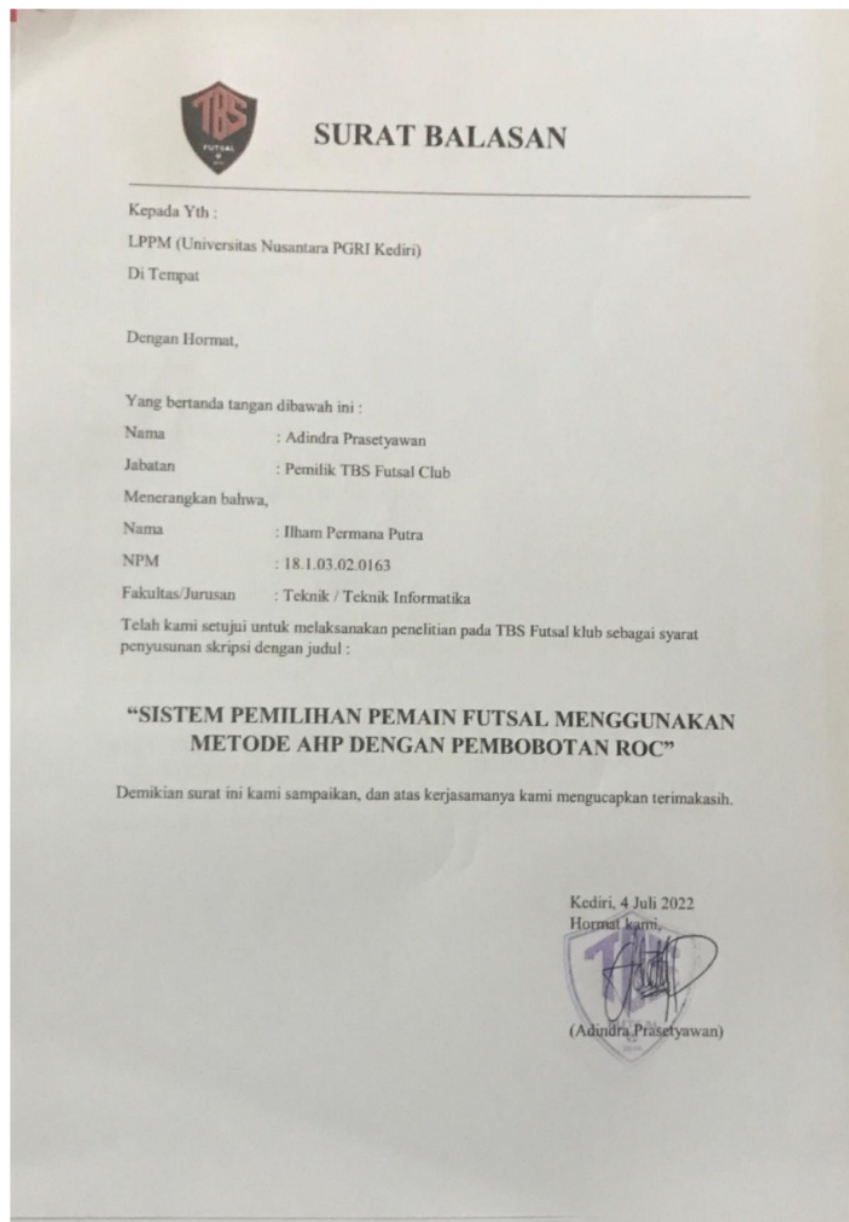 TBS
FUTSAL
SURAT BALASAN
Kepada Yth :
LPPM (Universitas Nusantara PGRI Kediri)
Di Tempat
Dengan Hormat,
Yang bertanda tangan dibawah ini :
Nama : Adindra Prasetyawan
Jabatan : Pemilik TBS Futsal Club
Menerangkan bahwa,
Nama : Ilham Permana Putra
NPM : 18.1.03.02.0163
Fakultas/Jurusan : Teknik / Teknik Informatika
Telah kami setujui untuk melaksanakan penelitian pada TBS Futsal klub sebagai syarat
penyusunan skripsi dengan judul :
“SISTEM PEMILIHAN PEMAIN FUTSAL MENGGUNAKAN
METODE AHP DENGAN PEMBOBOTAN ROC”
Demikian surat ini kami sampaikan, dan atas kerjasamanya kami mengucapkan terimakasih.
Kediri, 4 Juli 2022
Hormat kami,
TBS
(Adindra Prasetyawan)